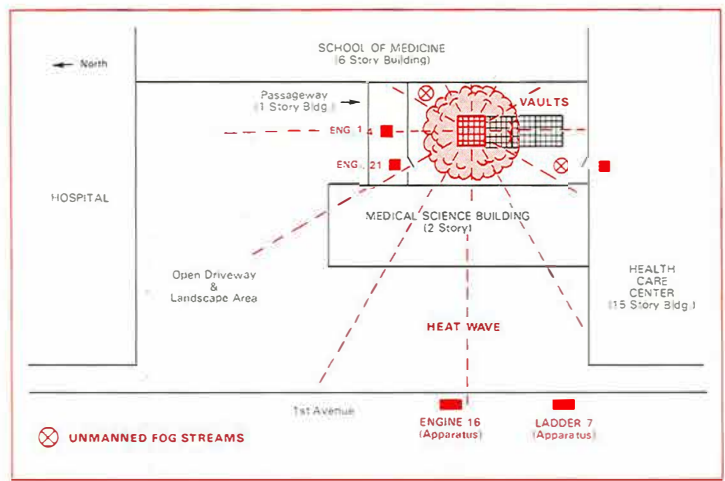 SCHOOL OF MEDICINE
(6 Story Building)
North
Passageway
(1 Story Bldg.)
VAULTS
ENG. 1
ENG. 21
HOSPITAL
MEDICAL SCIENCE BUILDING
(2 Story)
Open Driveway
&
Landscape Area
HEALTH
CARE
CENTER
(15 Story Bldg.)
HEAT WAVE
1st Avenue
ENGINE 16
(Apparatus)
LADDER 7
(Apparatus)
UNMANNED FOG STREAMS